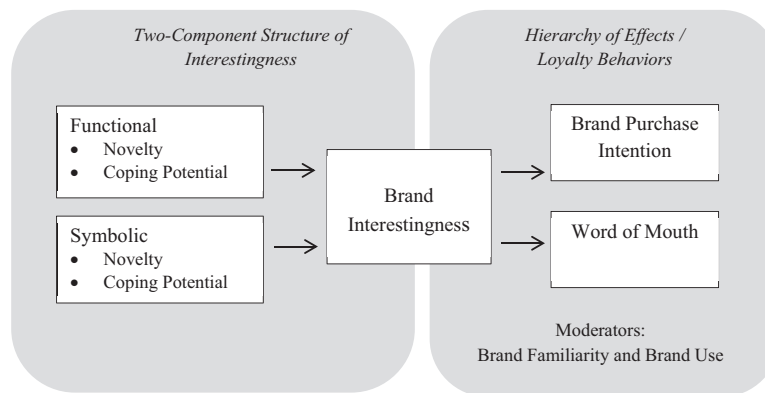 Two-Component Structure of
Interestingness
Functional
• Novelty
• Coping Potential
Symbolic
• Novelty
• Coping Potential
Brand
Interestingness
Hierarchy of Effects /
Loyalty Behaviors
Brand Purchase
Intention
Word of Mouth
Moderators:
Brand Familiarity and Brand Use